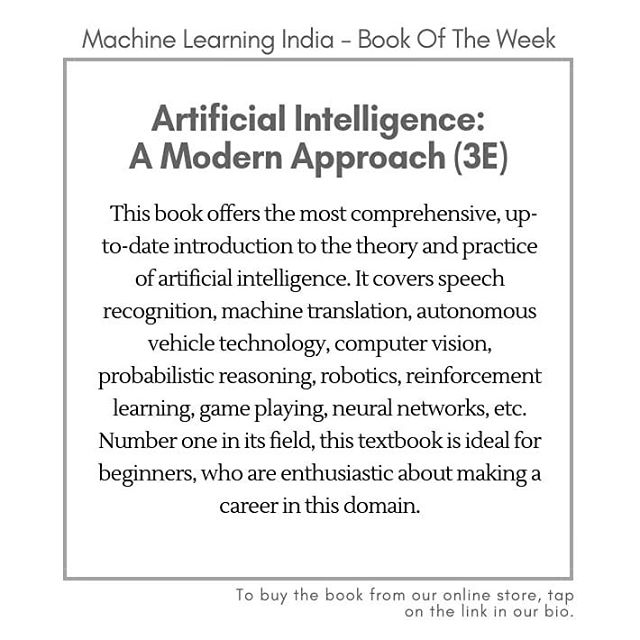 Machine Learning India – Book Of The Week
Artificial Intelligence:
A Modern Approach (3E)
This book offers the most comprehensive, up-
to-date introduction to the theory and practice
of artificial intelligence. It covers speech
recognition, machine translation, autonomous
vehicle technology, computer vision,
probabilistic reasoning, robotics, reinforcement
learning, game playing, neural networks, etc.
Number one in its field, this textbook is ideal for
beginners, who are enthusiastic about making a
career in this domain.
To buy the book from our online store, tap
on the link in our bio.